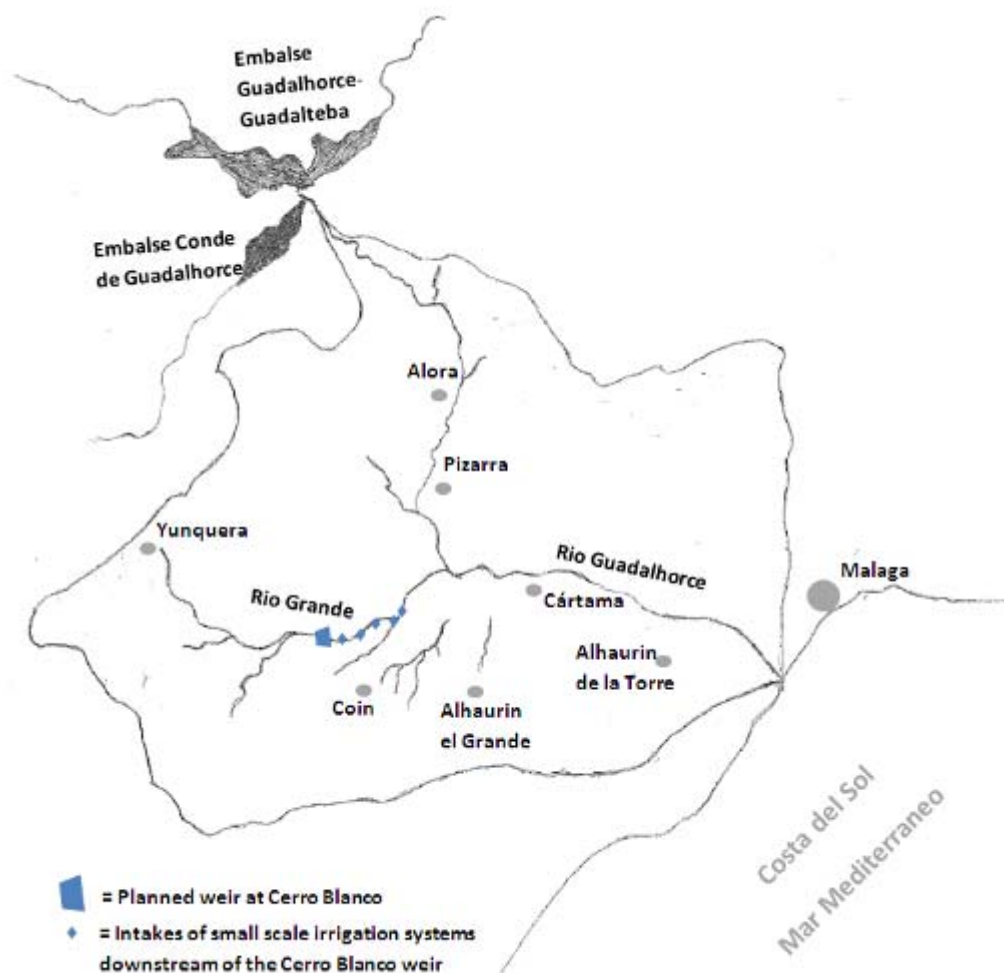 Embalse
Guadalhorce-
Guadalteba
Embalse Conde
de Guadalhorce
Alora
Pizarra
Yunquera
Rio Guadalhorce
Malaga
Rio Grande
Cártama
Alhaurin
de la Torre
Coin
Alhaurin
el Grande
Costa del Sol
Mar Mediterraneo
= Planned weir at Cerro Blanco
= Intakes of small scale irrigation systems
downstream of the Cerro Blanco weir